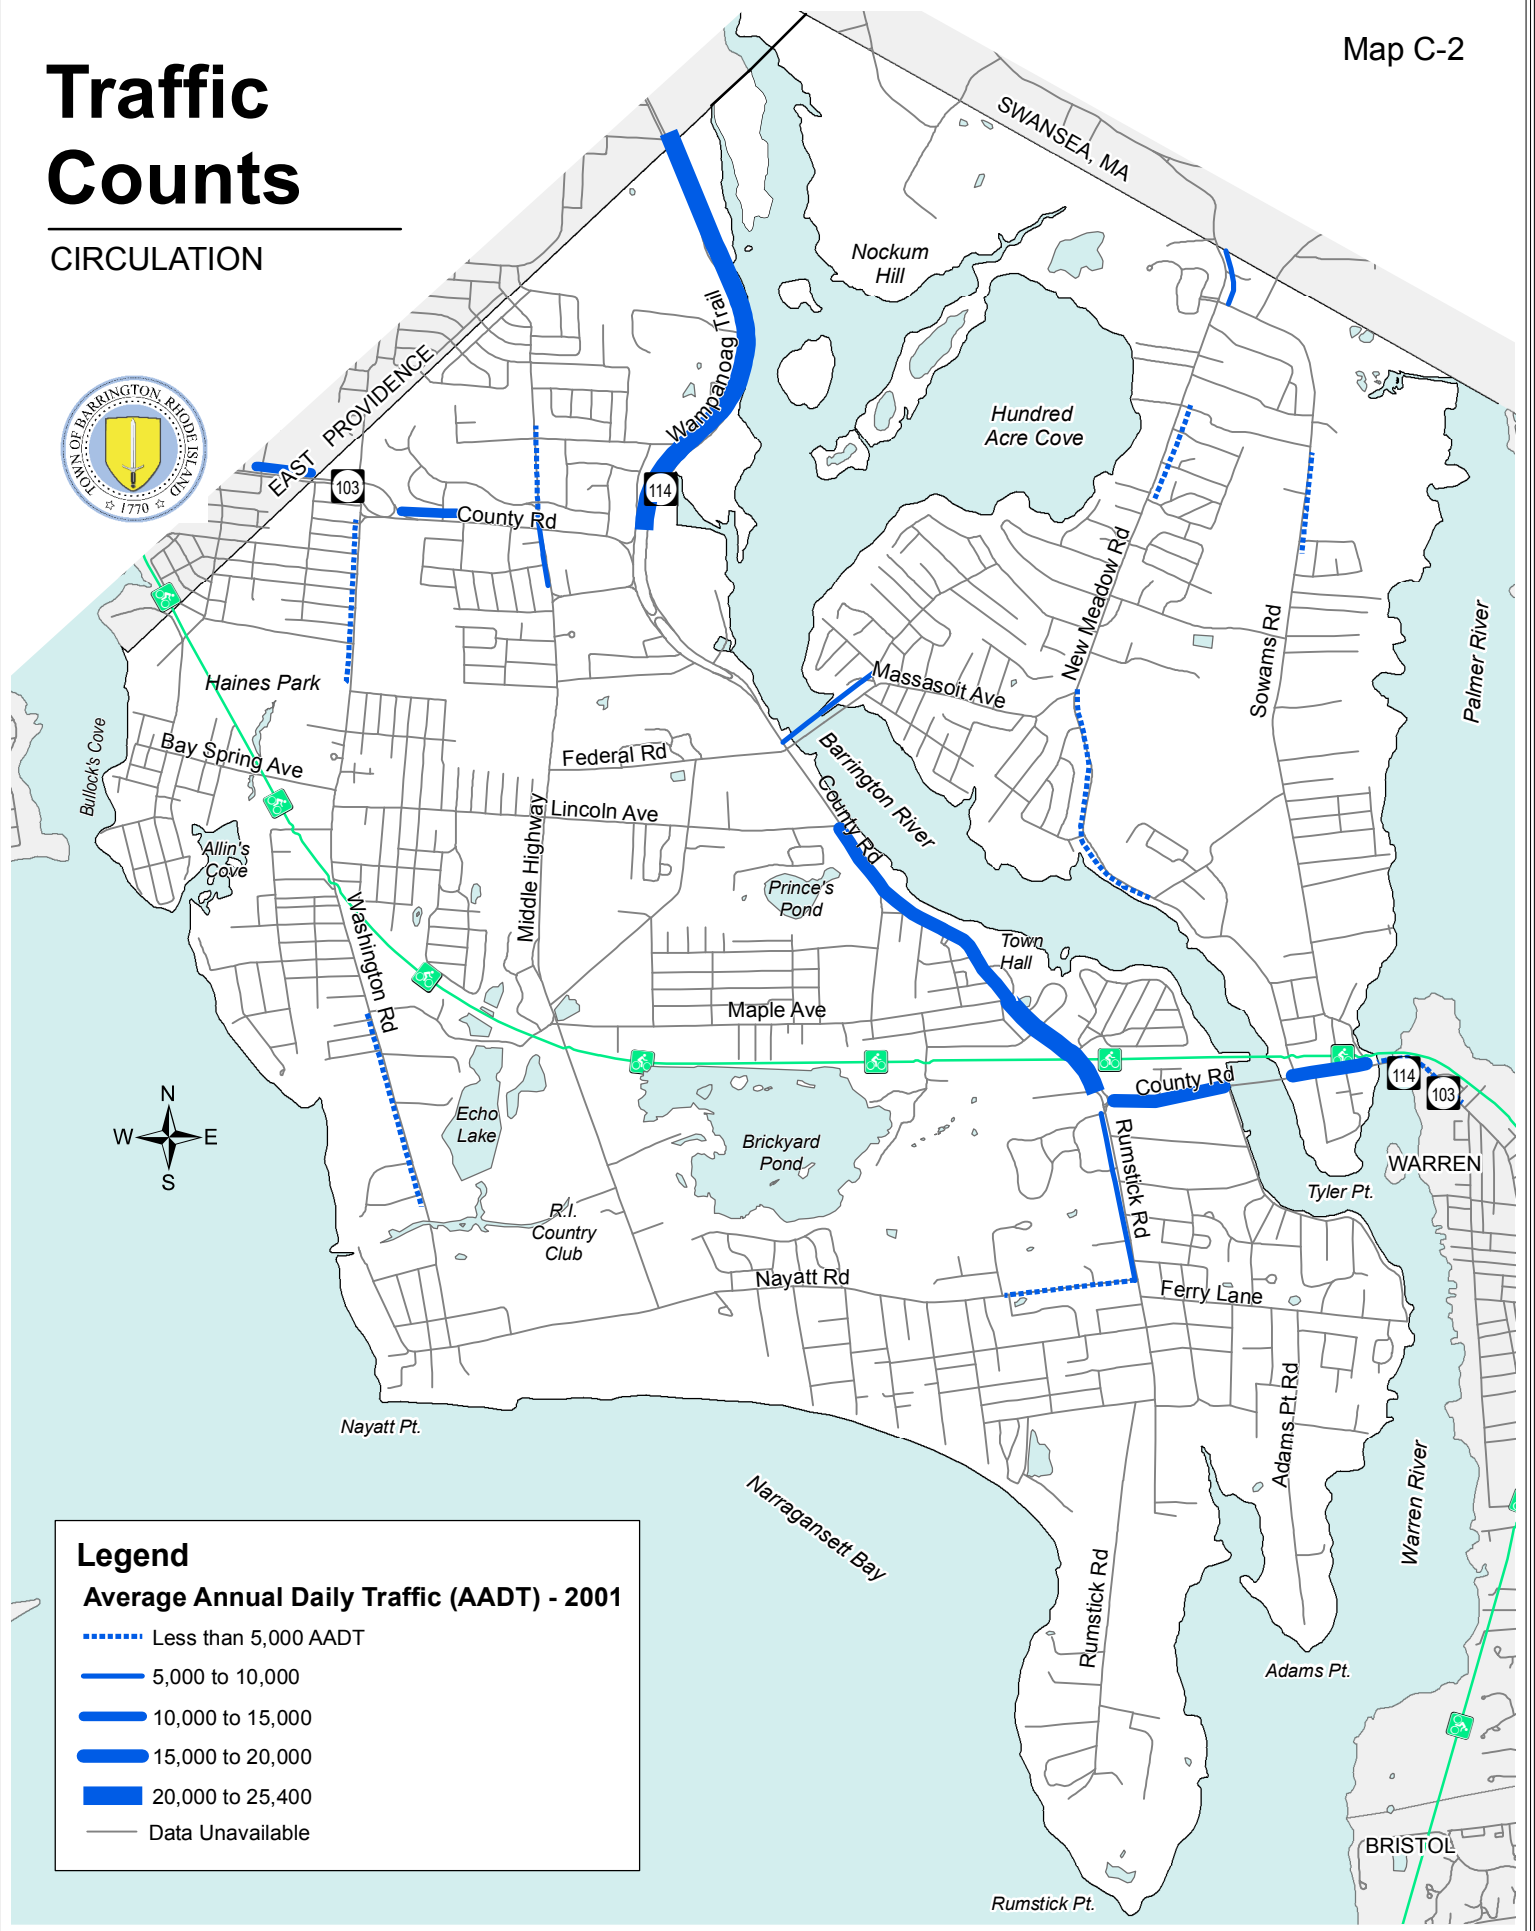 Map C-2
Traffic
Counts
CIRCULATION
SWANSEA, MA
Nockum
Hill
Wampanoag Trail
EAST PROVIDENCE
TOWN OF BARRINGTON, RHODE ISLAND
1770
Hundred
Acre Cove
103
114
County Rd
New Meadow Rd
Sowams Rd
Palmer River
Haines Park
Massasoit Ave
Bullock's Cove
Bay Spring Ave
Federal Rd
Barrington River
County Rd
Lincoln Ave
Middle Highway
Allin's
Cove
Prince's
Pond
Washington Rd
Town
Hall
Maple Ave
County Rd
114
103
N
W
E
S
Echo
Lake
Brickyard
Pond
Rumstick Rd
WARREN
Tyler Pt.
R.I.
Country
Club
Nayatt Rd
Ferry Lane
Adams Pt Rd
Nayatt Pt.
Narragansett Bay
Warren River
Rumstick Rd
Adams Pt.
Legend
Average Annual Daily Traffic (AADT) - 2001
Less than 5,000 AADT
5,000 to 10,000
10,000 to 15,000
15,000 to 20,000
20,000 to 25,400
Data Unavailable
BRISTOL
Rumstick Pt.